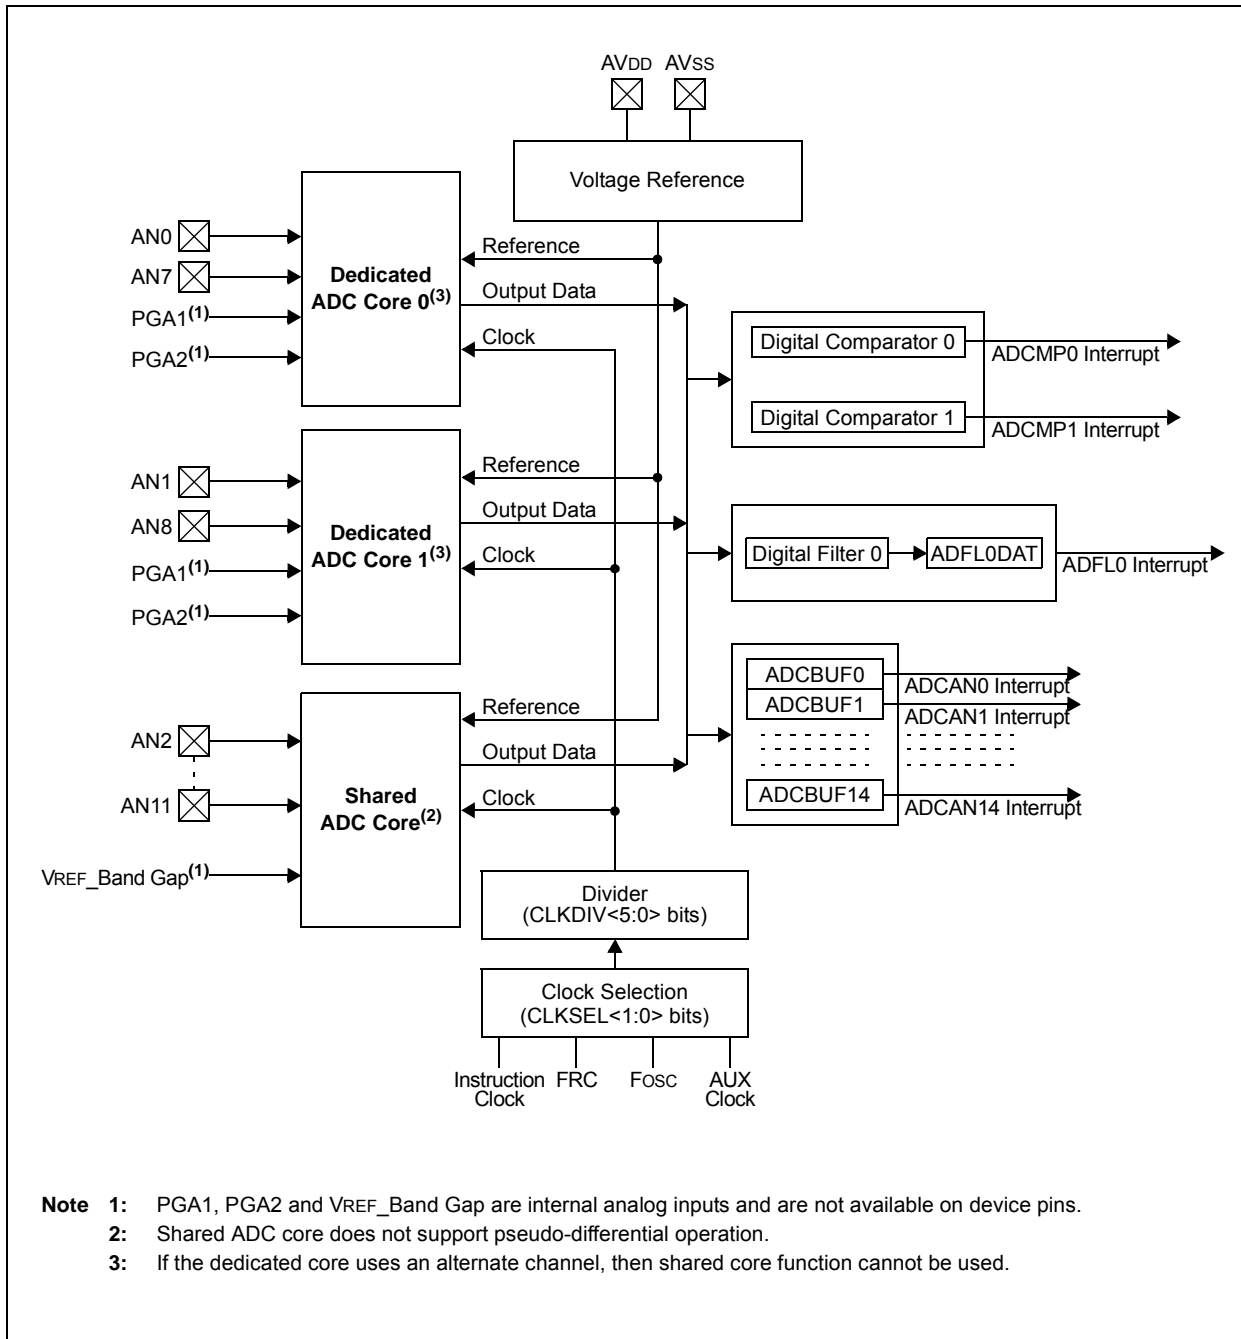 AVDD AVSS
Voltage Reference
AN0
AN7
PGA1(1)
PGA2(1)
Dedicated
ADC Core 0(3)
Reference
Output Data
Clock
Digital Comparator 0
ADCMP0 Interrupt
Digital Comparator 1
ADCMP1 Interrupt
AN1
AN8
PGA1(1)
PGA2(1)
Dedicated
ADC Core 1(3)
Reference
Output Data
Clock
Digital Filter 0
ADFL0DAT
ADFL0 Interrupt
ADCBUF0
ADCAN0 Interrupt
ADCBUF1
ADCAN1 Interrupt
ADCBUF14
ADCAN14 Interrupt
AN2
AN11
VREF_Band Gap(1)
Shared
ADC Core(2)
Reference
Output Data
Clock
Divider
(CLKDIV<5:0> bits)
Clock Selection
(CLKSEL<1:0> bits)
Instruction
Clock
FRC
FOSC
AUX
Clock
Note 1: PGA1, PGA2 and VREF_Band Gap are internal analog inputs and are not available on device pins.
2: Shared ADC core does not support pseudo-differential operation.
3: If the dedicated core uses an alternate channel, then shared core function cannot be used.